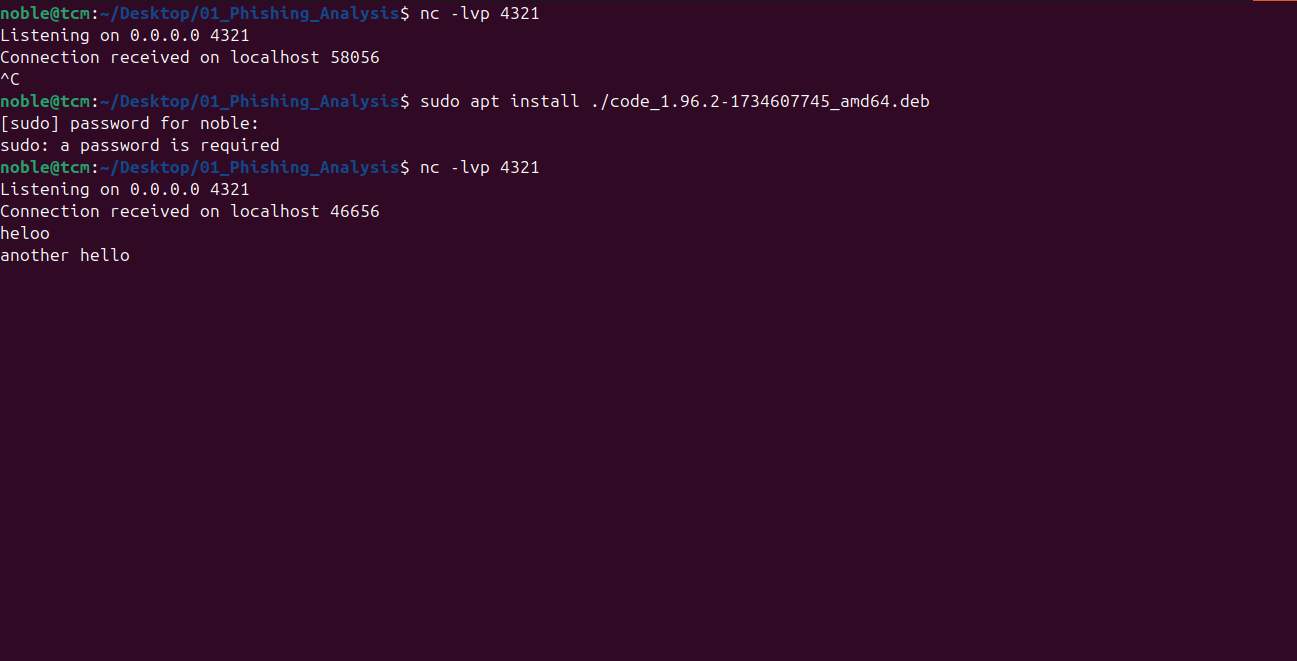 noble@tcm:~/Desktop/01_Phishing_Analysis$ nc -lvp 4321
Listening on 0.0.0.0 4321
Connection received on localhost 58056
^C
noble@tcm:~/Desktop/01_Phishing_Analysis$ sudo apt install ./code_1.96.2-1734607745_amd64.deb
[sudo] password for noble:
sudo: a password is required
noble@tcm:~/Desktop/01_Phishing_Analysis$ nc -lvp 4321
Listening on 0.0.0.0 4321
Connection received on localhost 46656
heloo
another hello